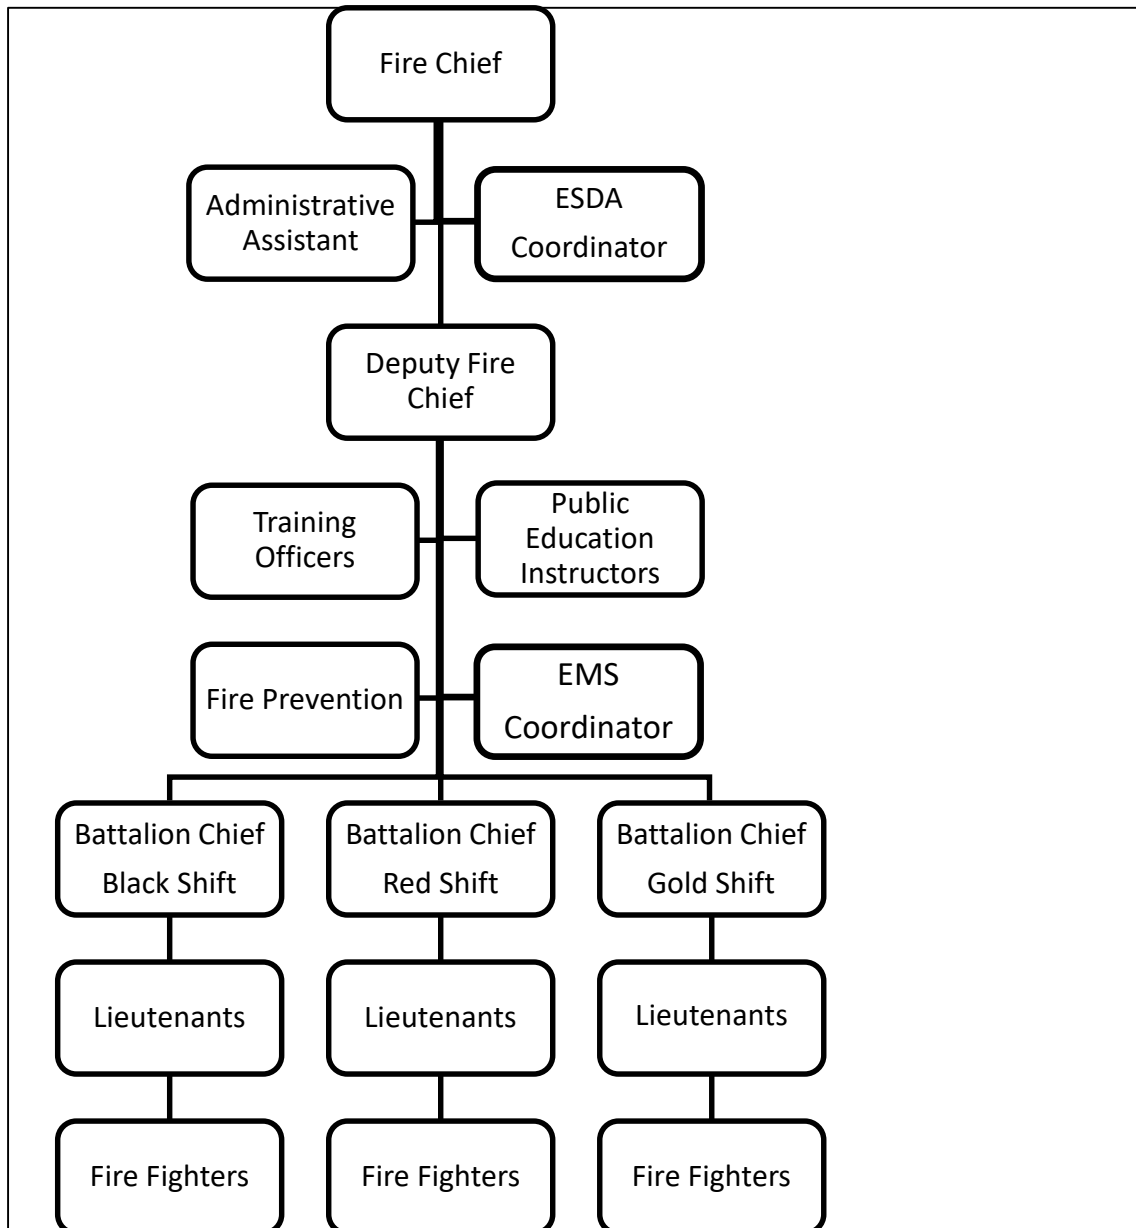 Fire Chief
Administrative
Assistant
ESDA
Coordinator
Deputy Fire
Chief
Training
Officers
Public
Education
Instructors
Fire Prevention
EMS
Coordinator
Battalion Chief
Black Shift
Battalion Chief
Red Shift
Battalion Chief
Gold Shift
Lieutenants
Lieutenants
Lieutenants
Fire Fighters
Fire Fighters
Fire Fighters